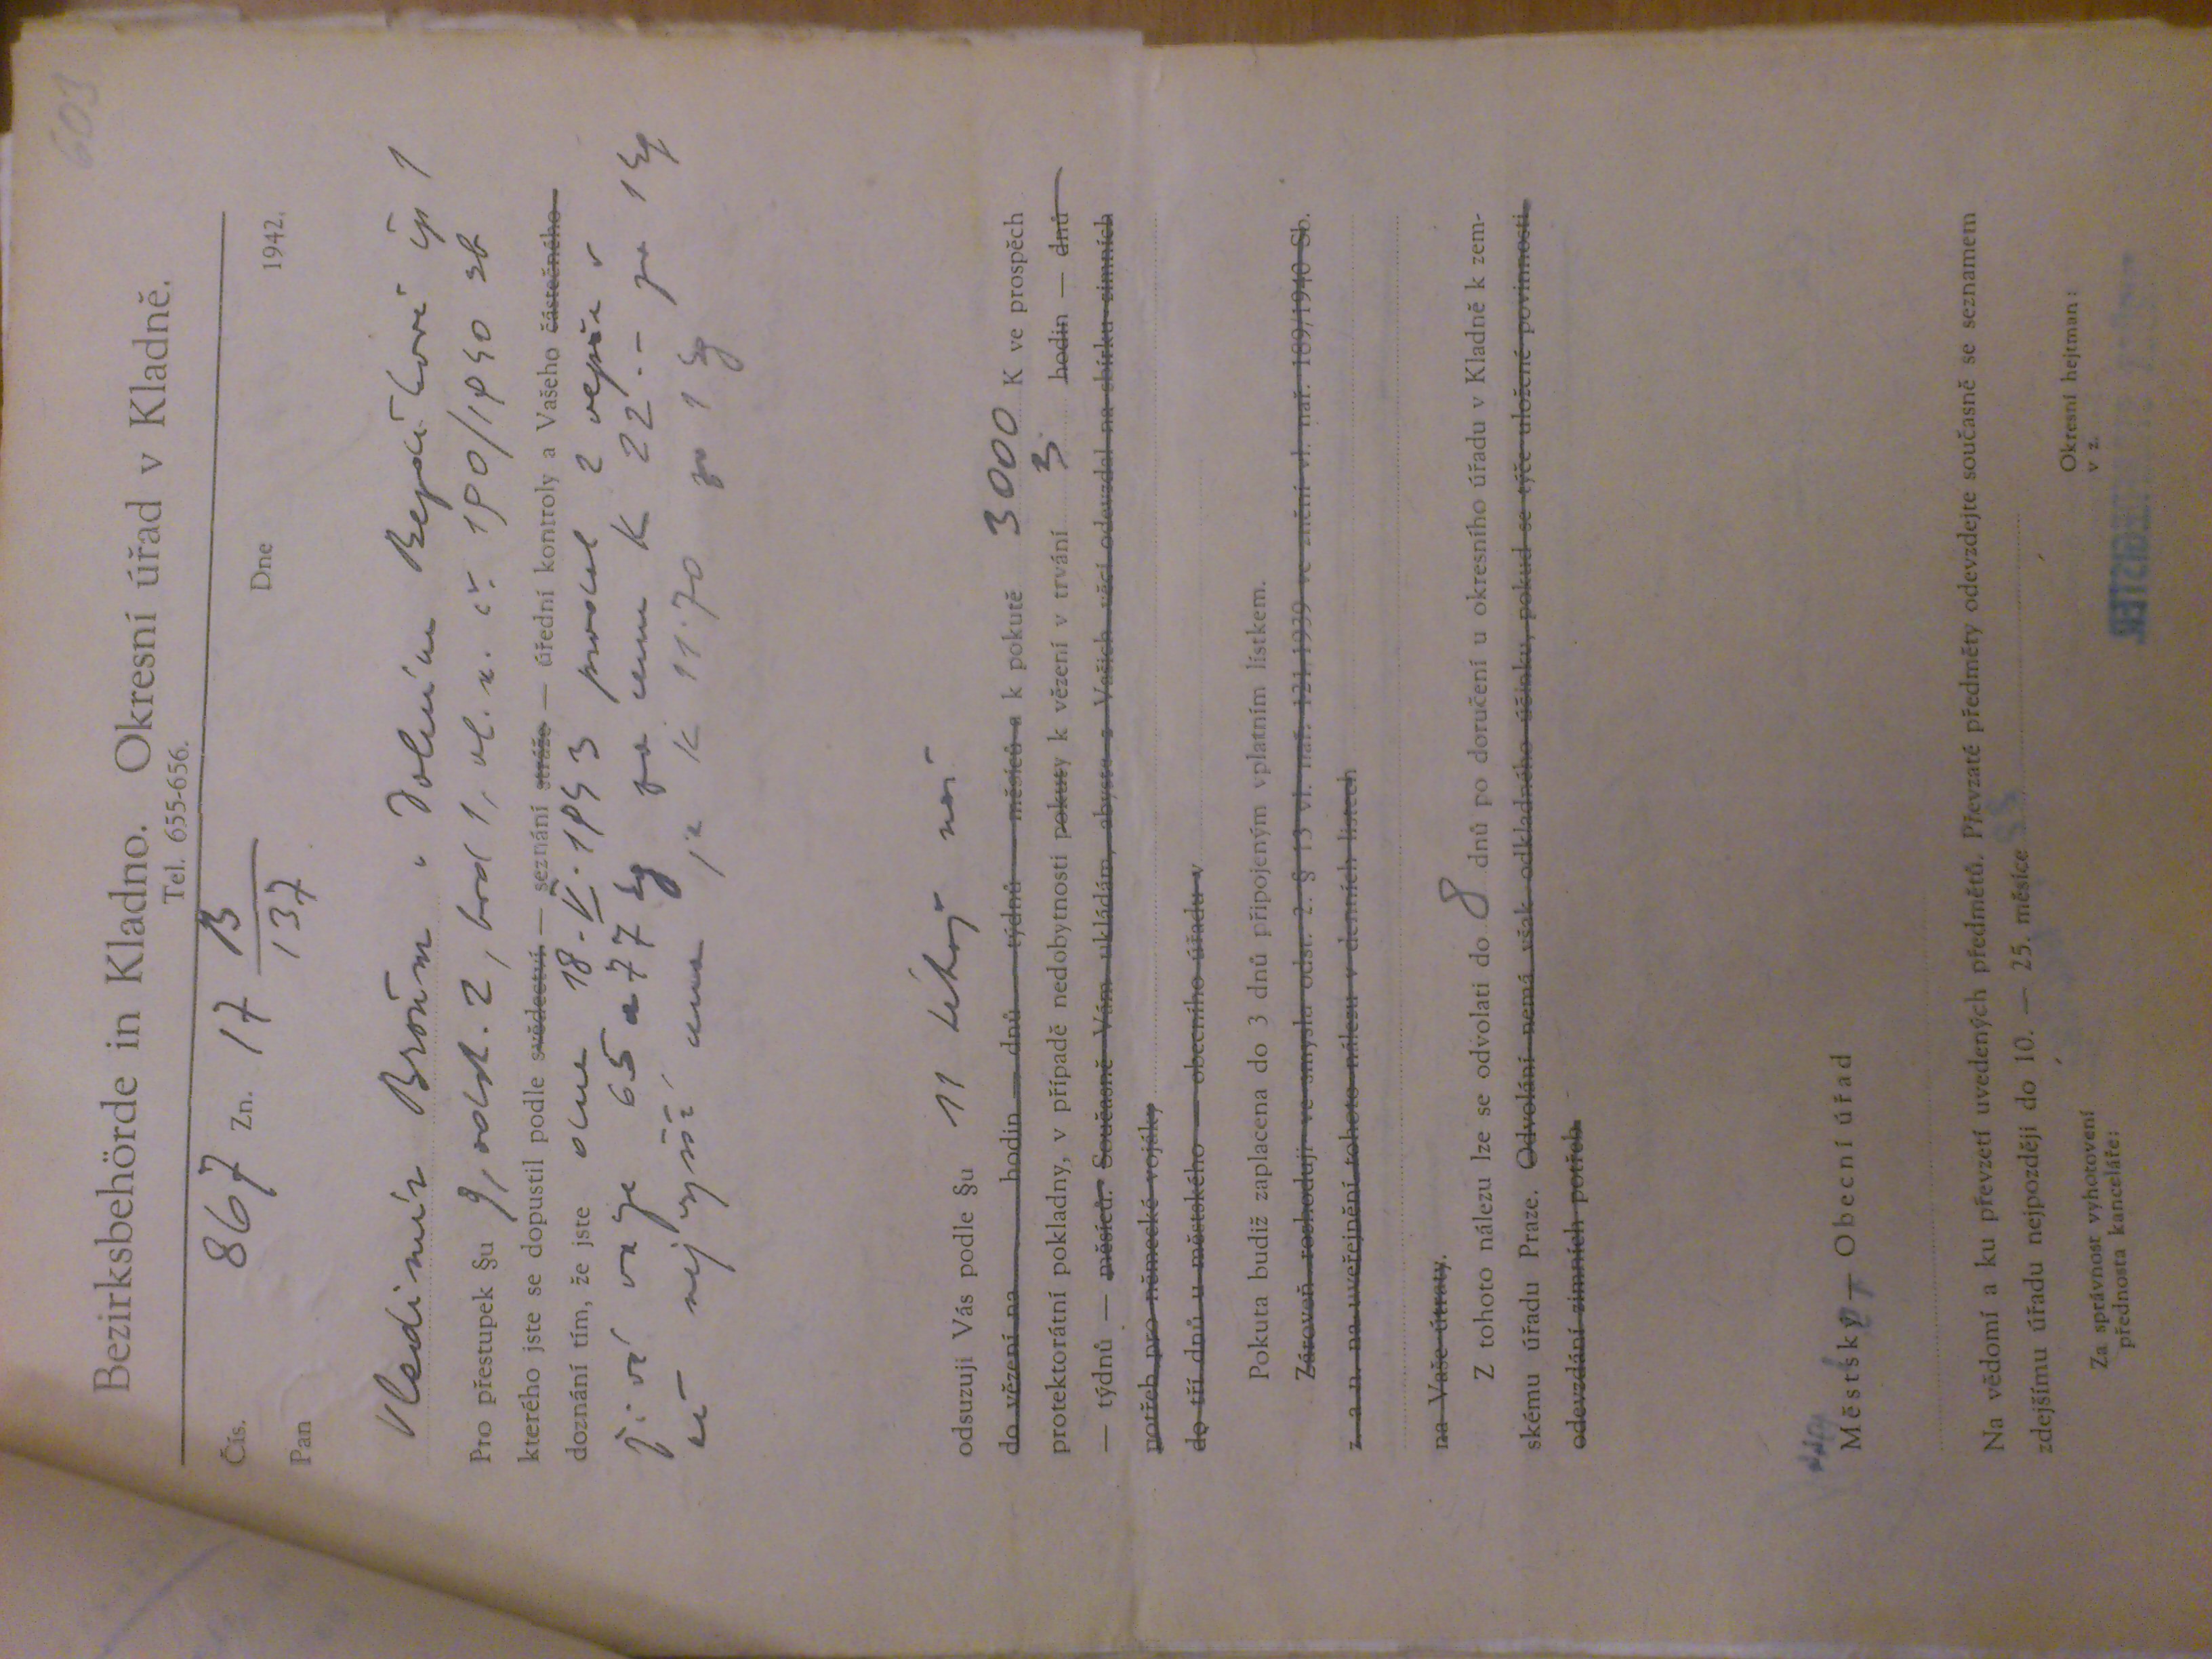 603
Bezirksbehörde in Kladno. Okresní úřad v Kladně.
Tel. 655-656.
Čís. 867 Zn. 17 B/137 Dne 1942.
Pan
Vladimír Broům v Dolním Bezděkově čp 1
Pro přestupek §u 9, odst. 2, bod 1, vl. n. č. 190/1940 sb
kterého jste se dopustil podle svědectví — seznání stráže — úřední kontroly a Vašeho částečného
doznání tím, že jste dne 18.V.1943 prodal 2 vepře v
živé váze 65 a 77 kg za cenu K 22.- za 1 kg
nejvyšší cena je K 11.70 za 1 kg
odsuzuji Vás podle §u 11 téhož nař
do vězení na hodin — dnů — týdnů — měsíců a k pokutě 3000 K ve prospěch
protektorátní pokladny, v případě nedobytnosti pokuty k vězení v trvání 3 hodin — dnů
— týdnů — měsíců. Současně Vám ukládám, abyste z Vašich věcí odevzdal na sbírku zimních
potřeb pro německé vojáky
do tří dnů u městského — obecního úřadu v
Pokuta budiž zaplacena do 3 dnů připojeným vplatním lístkem.
Zároveň rozhoduji ve smyslu odst. 2. § 13 vl. nař. 121/1939 ve znění vl. nař. 189/1940 Sb.
z. a n. na uveřejnění tohoto nálezu v denních listech
na Vaše útraty.
Z tohoto nálezu lze se odvolati do 8 dnů po doručení u okresního úřadu v Kladně k zem-
skému úřadu Praze. Odvolání nemá však odkladného účinku, pokud se týče uložené povinnosti
odevzdání zimních potřeb.
Městský — Obecní úřad
Na vědomí a ku převzetí uvedených předmětů. Převzaté předměty odevzdejte současně se seznamem
zdejšímu úřadu nejpozději do 10. — 25. měsíce
Za správnost vyhotovení
přednosta kanceláře:
Okresní hejtman:
v z.